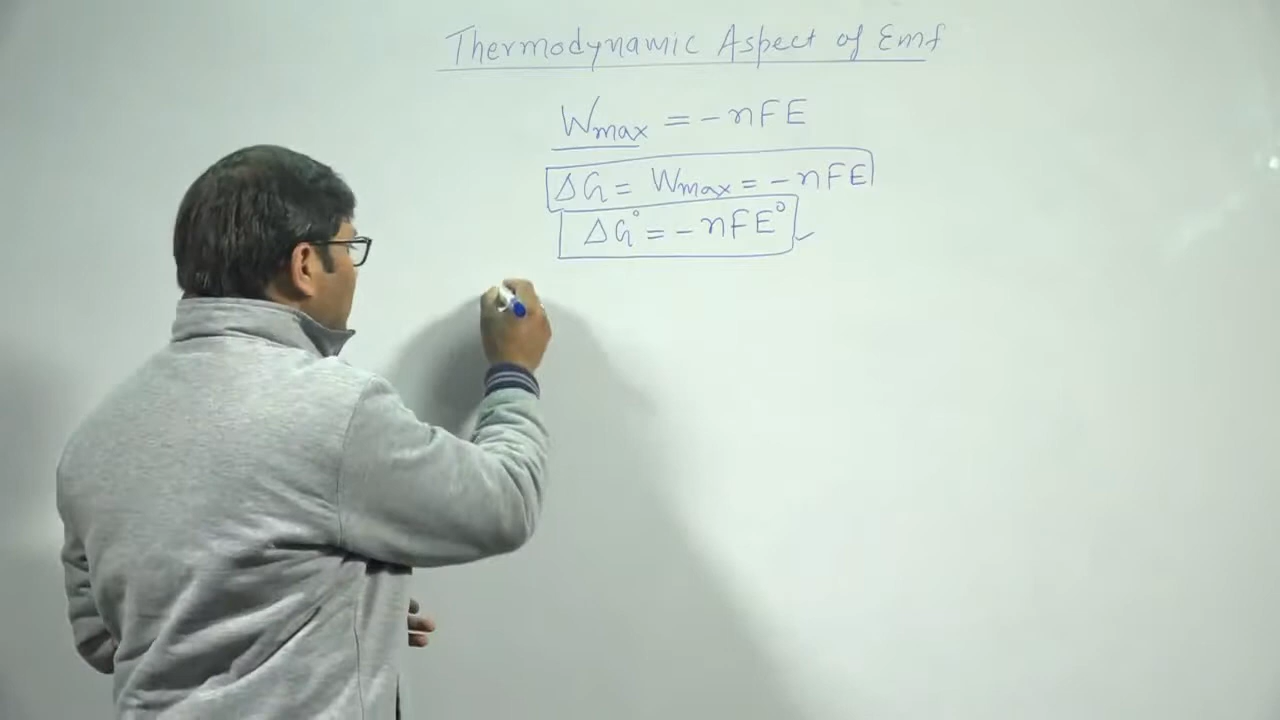 Thermodynamic Aspect of Emf
Wmax = -nFE
ΔG = Wmax = -nFE
ΔG° = -nFE°